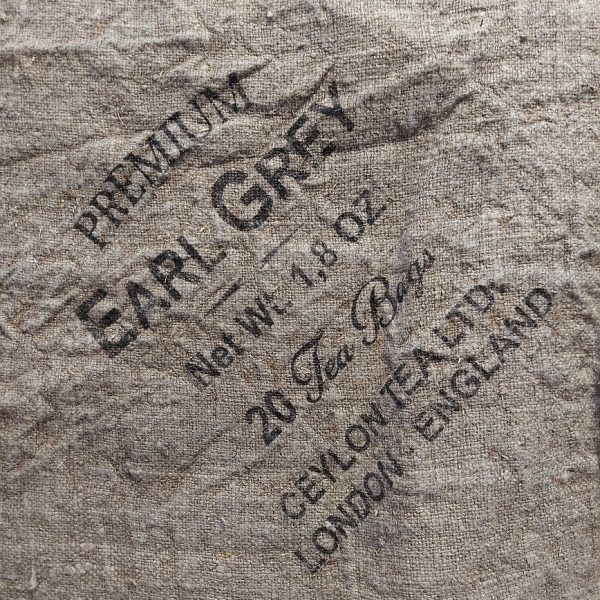 PREMIUM
EARL GREY
Net Wt. 1,8 OZ
20 Tea Bags
CEYLON TEA LTD.
LONDON - ENGLAND